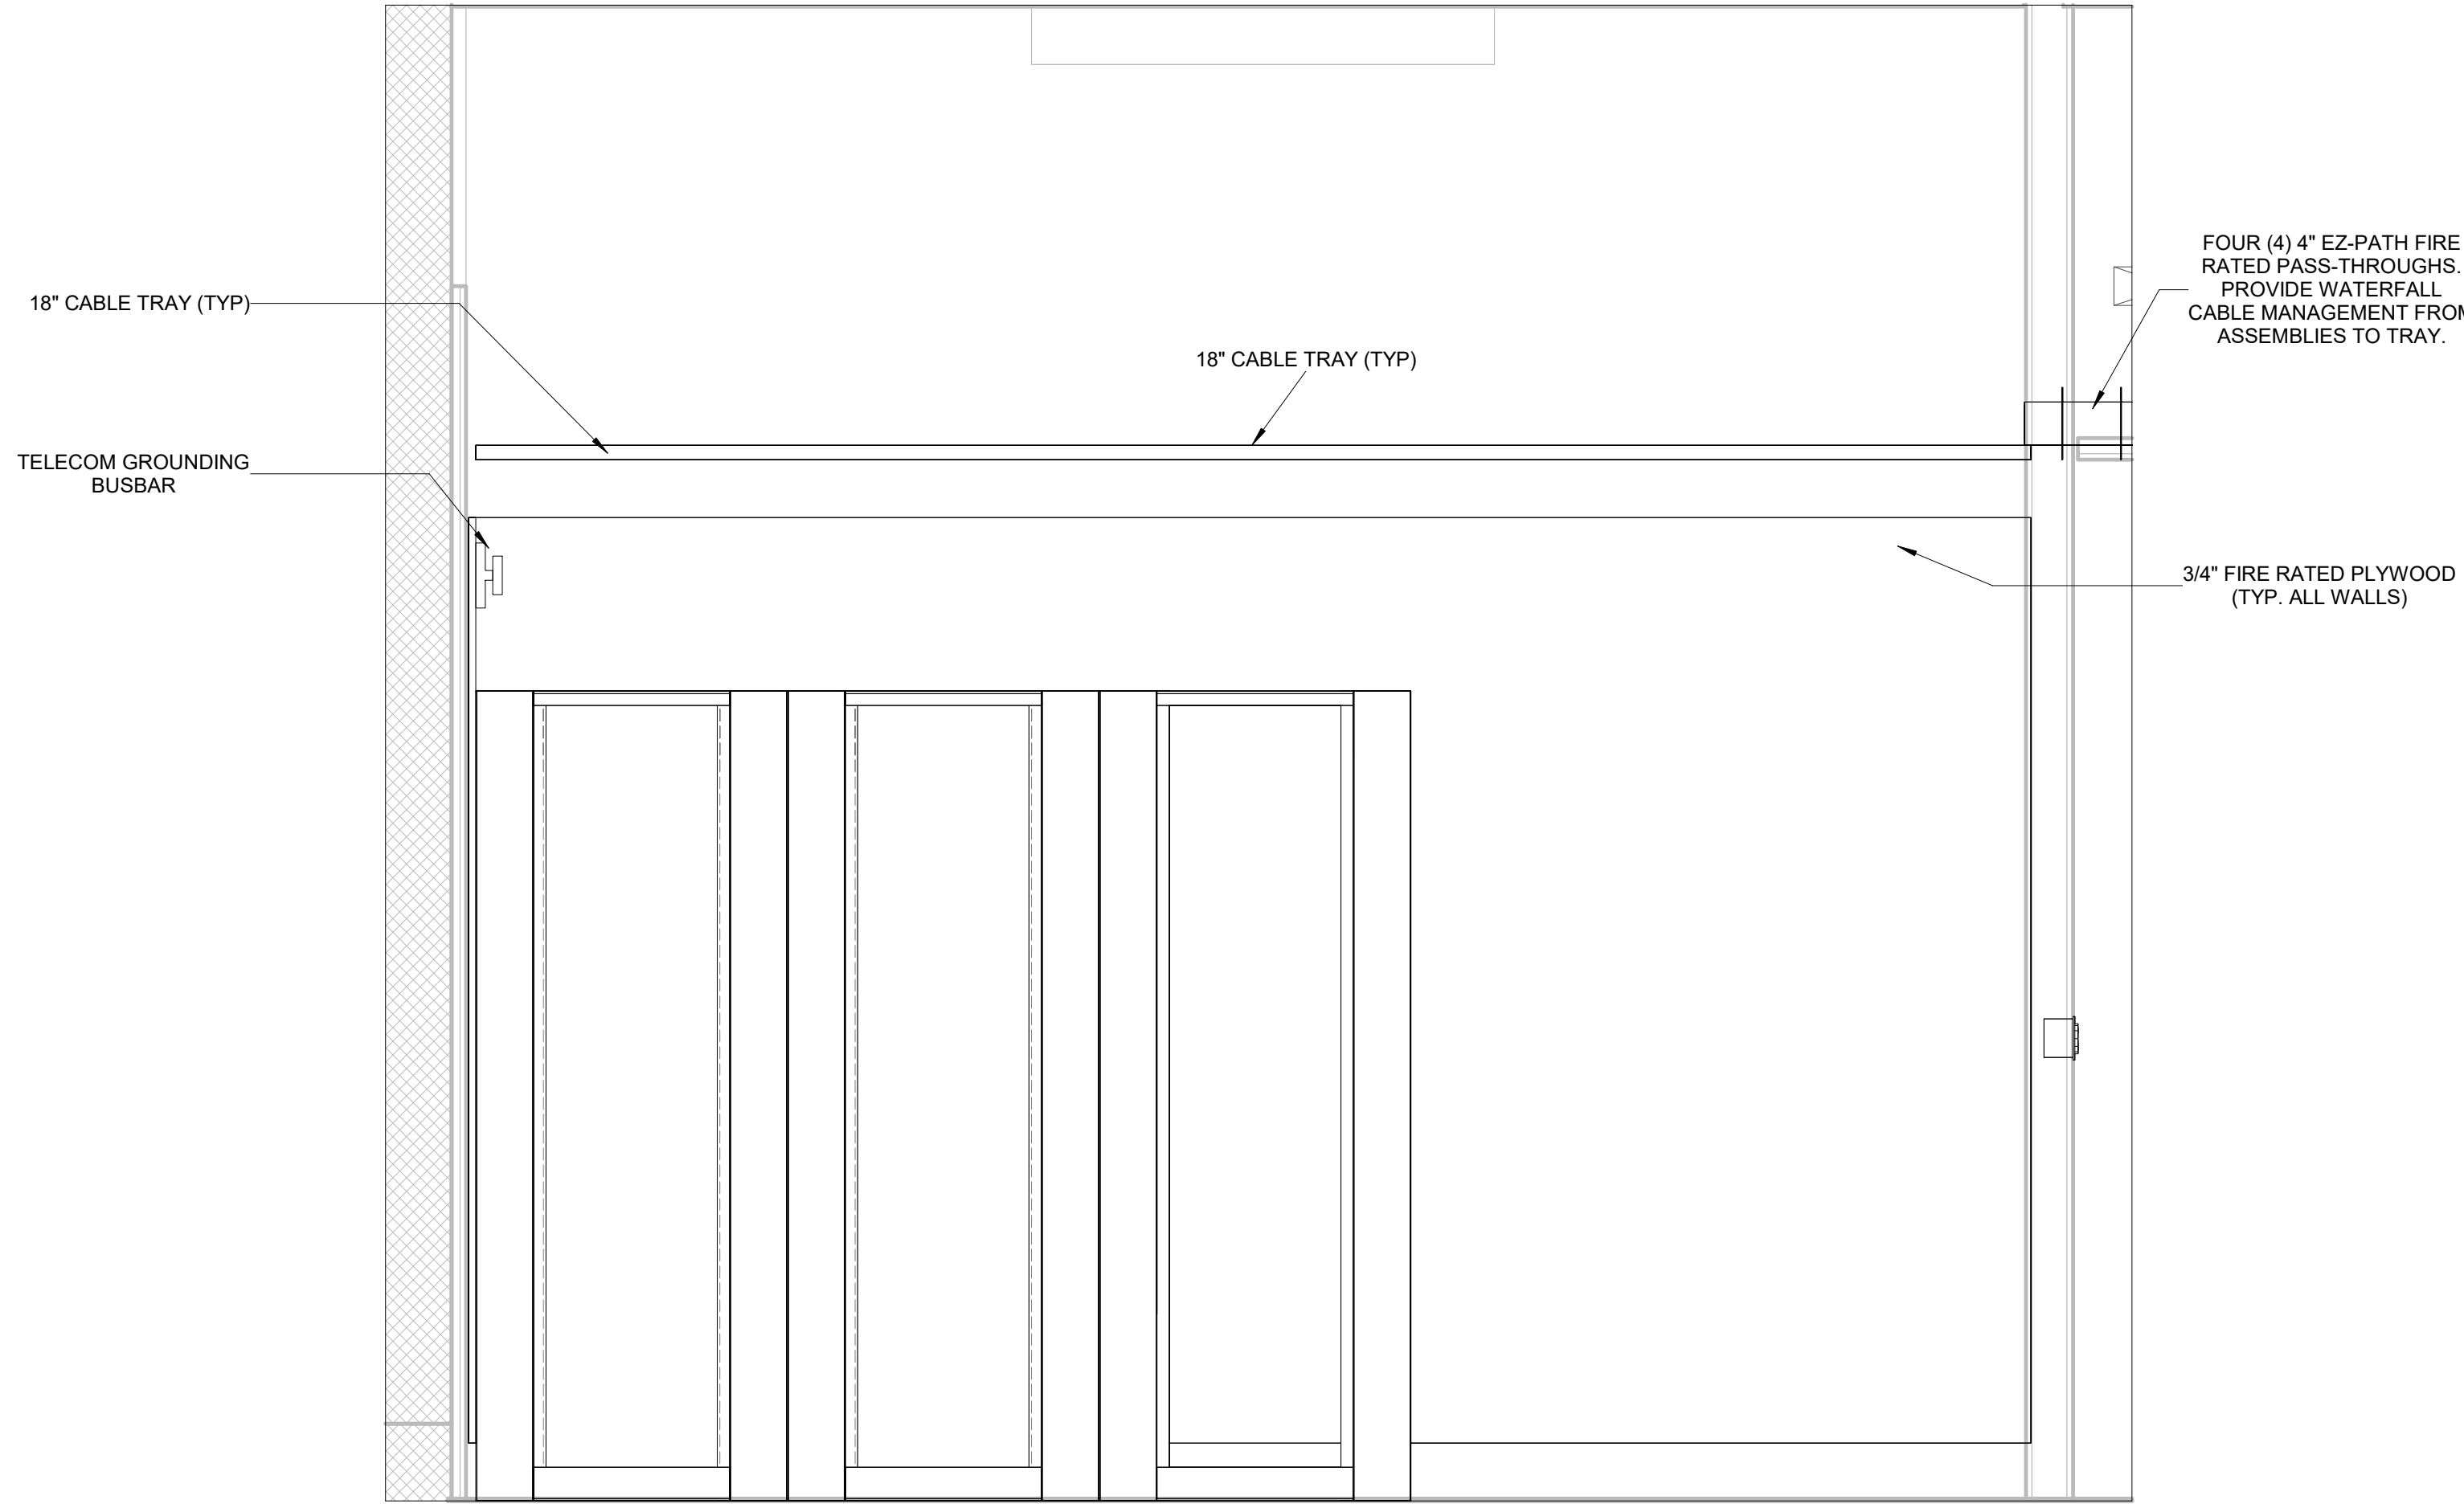 FOUR (4) 4" EZ-PATH FIRE
RATED PASS-THROUGHS.
PROVIDE WATERFALL
CABLE MANAGEMENT FROM
ASSEMBLIES TO TRAY.
18" CABLE TRAY (TYP)
18" CABLE TRAY (TYP)
TELECOM GROUNDING
BUSBAR
3/4" FIRE RATED PLYWOOD
(TYP. ALL WALLS)